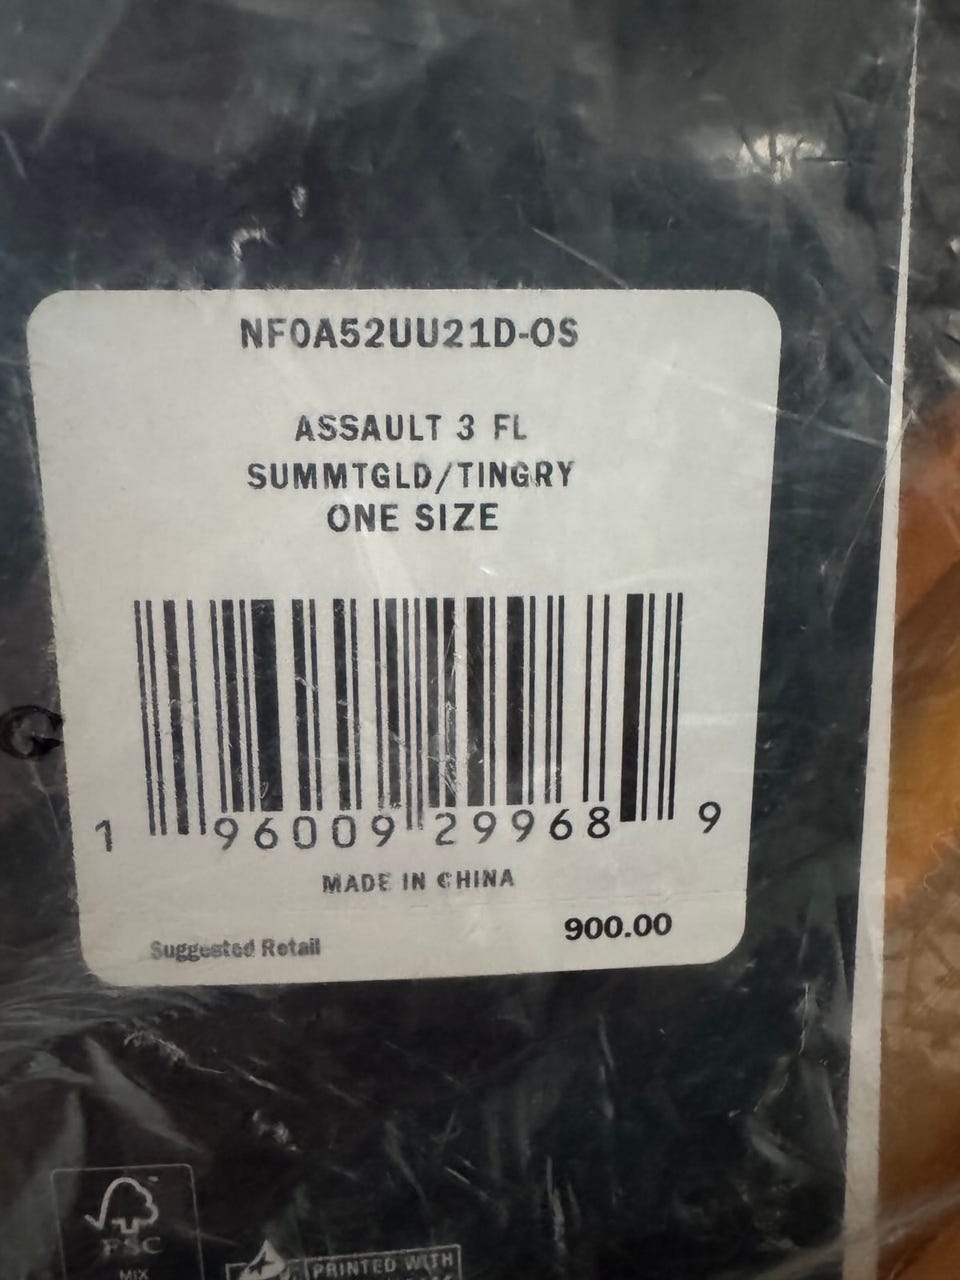 NF0A52UU21D-OS
ASSAULT 3 FL
SUMMTGLD/TINGRY
ONE SIZE
1 96009 29968 9
MADE IN CHINA
Suggested Retail 900.00
FSC
MIX
PRINTED WITH